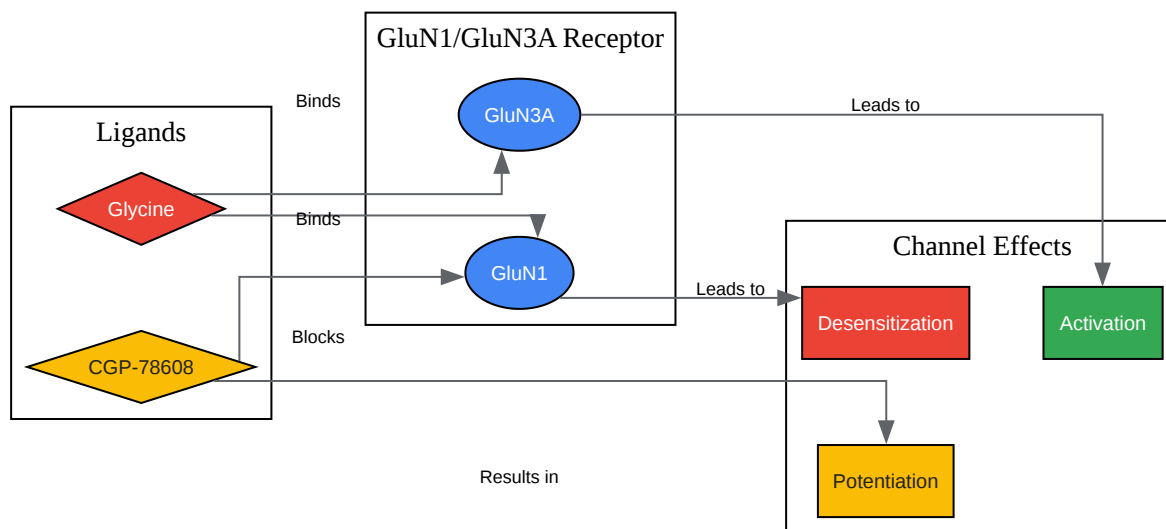 GluN1/GluN3A Receptor
Binds
GluN3A
Leads to
Ligands
Glycine
Binds
GluN1
Channel Effects
Leads to
Desensitization
Activation
Blocks
CGP-78608
Results in
Potentiation